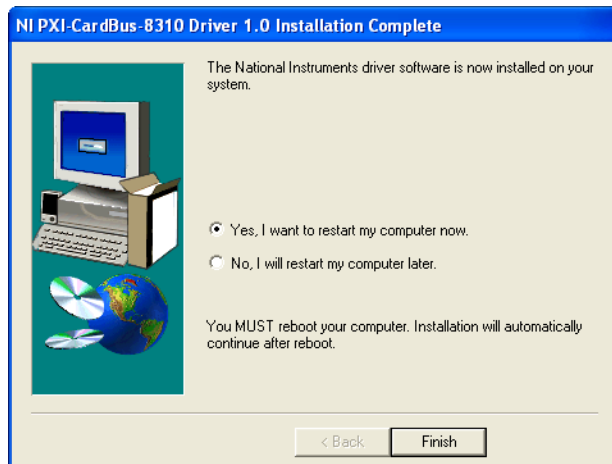 NI PXI-CardBus-8310 Driver 1.0 Installation Complete
The National Instruments driver software is now installed on your
system.
Yes, I want to restart my computer now.
No, I will restart my computer later.
You MUST reboot your computer. Installation will automatically
continue after reboot.
< Back
Finish